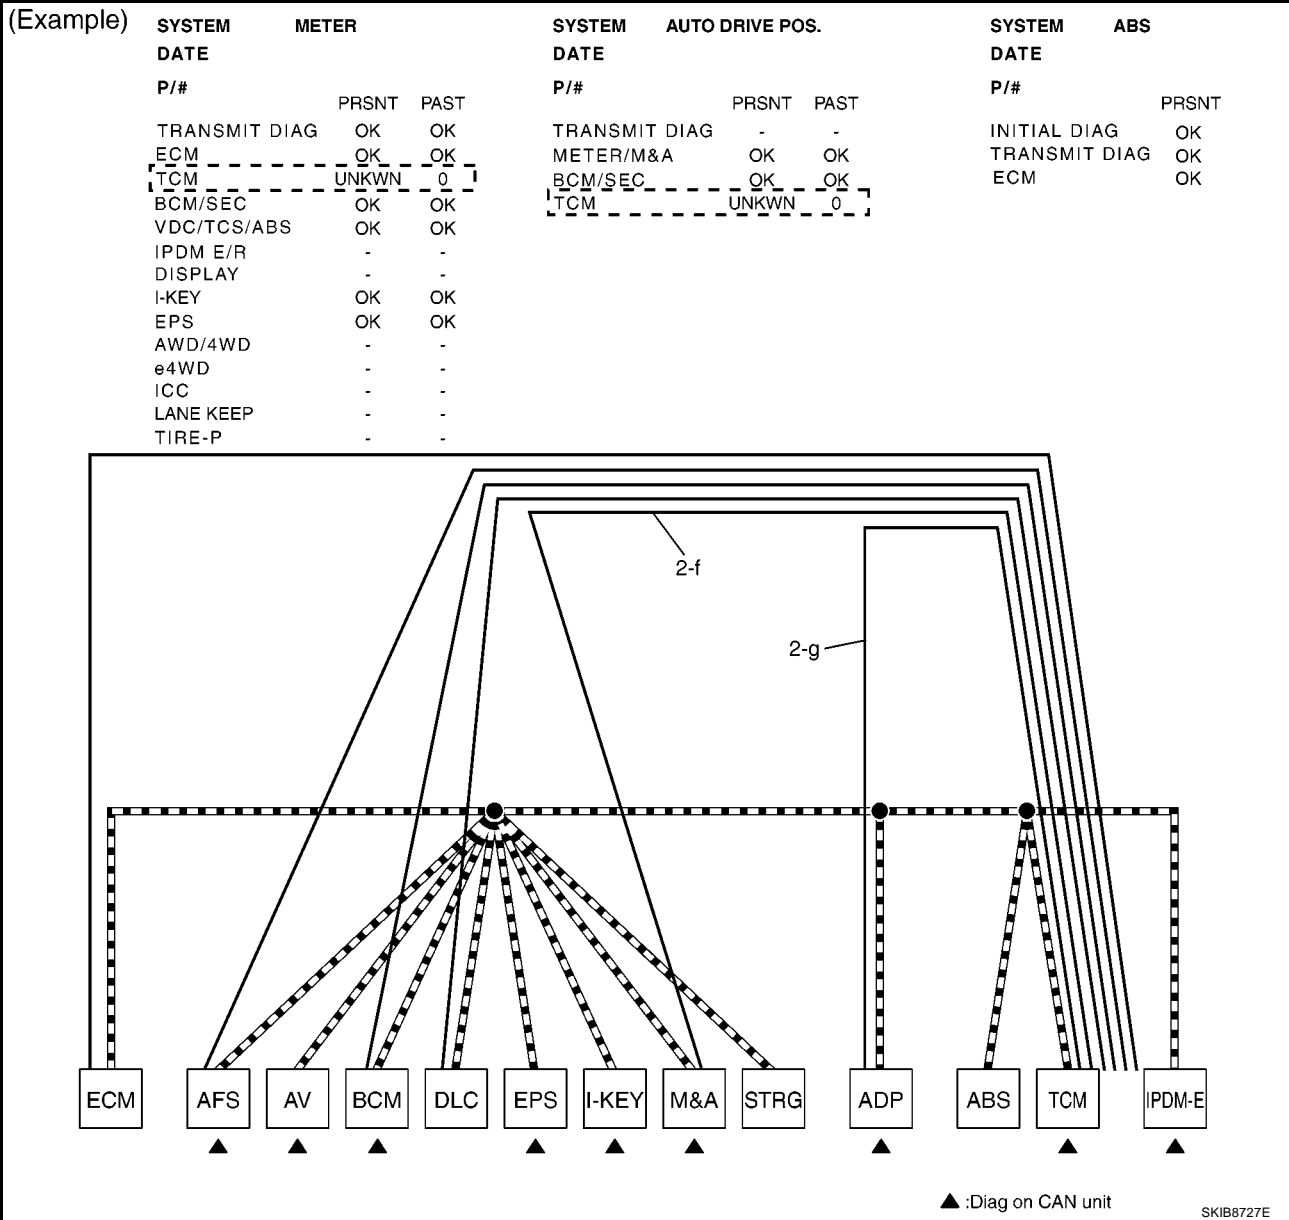 (Example)
SYSTEM METER
DATE
P/#
PRSNT PAST
TRANSMIT DIAG OK OK
ECM OK OK
TCM UNKWN 0
BCM/SEC OK OK
VDC/TCS/ABS OK OK
IPDM E/R - -
DISPLAY - -
I-KEY OK OK
EPS OK OK
AWD/4WD - -
e4WD - -
ICC - -
LANE KEEP - -
TIRE-P - -
SYSTEM AUTO DRIVE POS.
DATE
P/#
PRSNT PAST
TRANSMIT DIAG - -
METER/M&A OK OK
BCM/SEC OK OK
TCM UNKWN 0
SYSTEM ABS
DATE
P/#
PRSNT
INITIAL DIAG OK
TRANSMIT DIAG OK
ECM OK
2-f
2-g
ECM AFS AV BCM DLC EPS I-KEY M&A STRG ADP ABS TCM IPDM-E
▲ :Diag on CAN unit
SKIB8727E